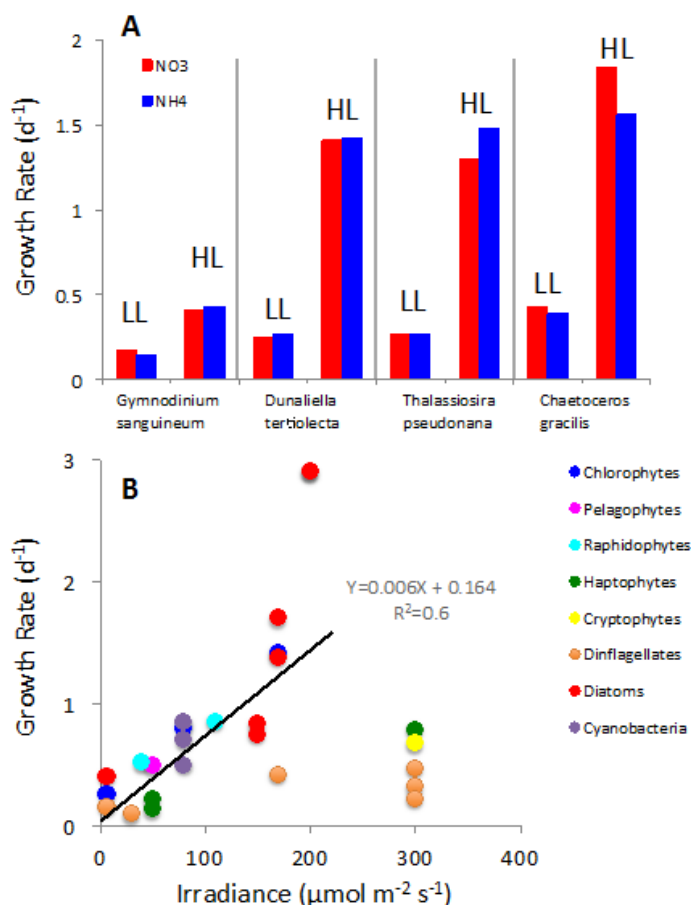 A
NO3
NH4
Growth Rate (d⁻¹)
2
1.5
1
0.5
0
LL
HL
LL
HL
LL
HL
LL
HL
Gymnodinium
sanguineum
Dunaliella
tertiolecta
Thalassiosira
pseudonana
Chaetoceros
gracilis
B
Growth Rate (d⁻¹)
3
2
1
0
Y=0.006X + 0.164
R²=0.6
0 100 200 300 400
Irradiance (µmol m⁻² s⁻¹)
Chlorophytes
Pelagophytes
Raphidophytes
Haptophytes
Cryptophytes
Dinflagellates
Diatoms
Cyanobacteria